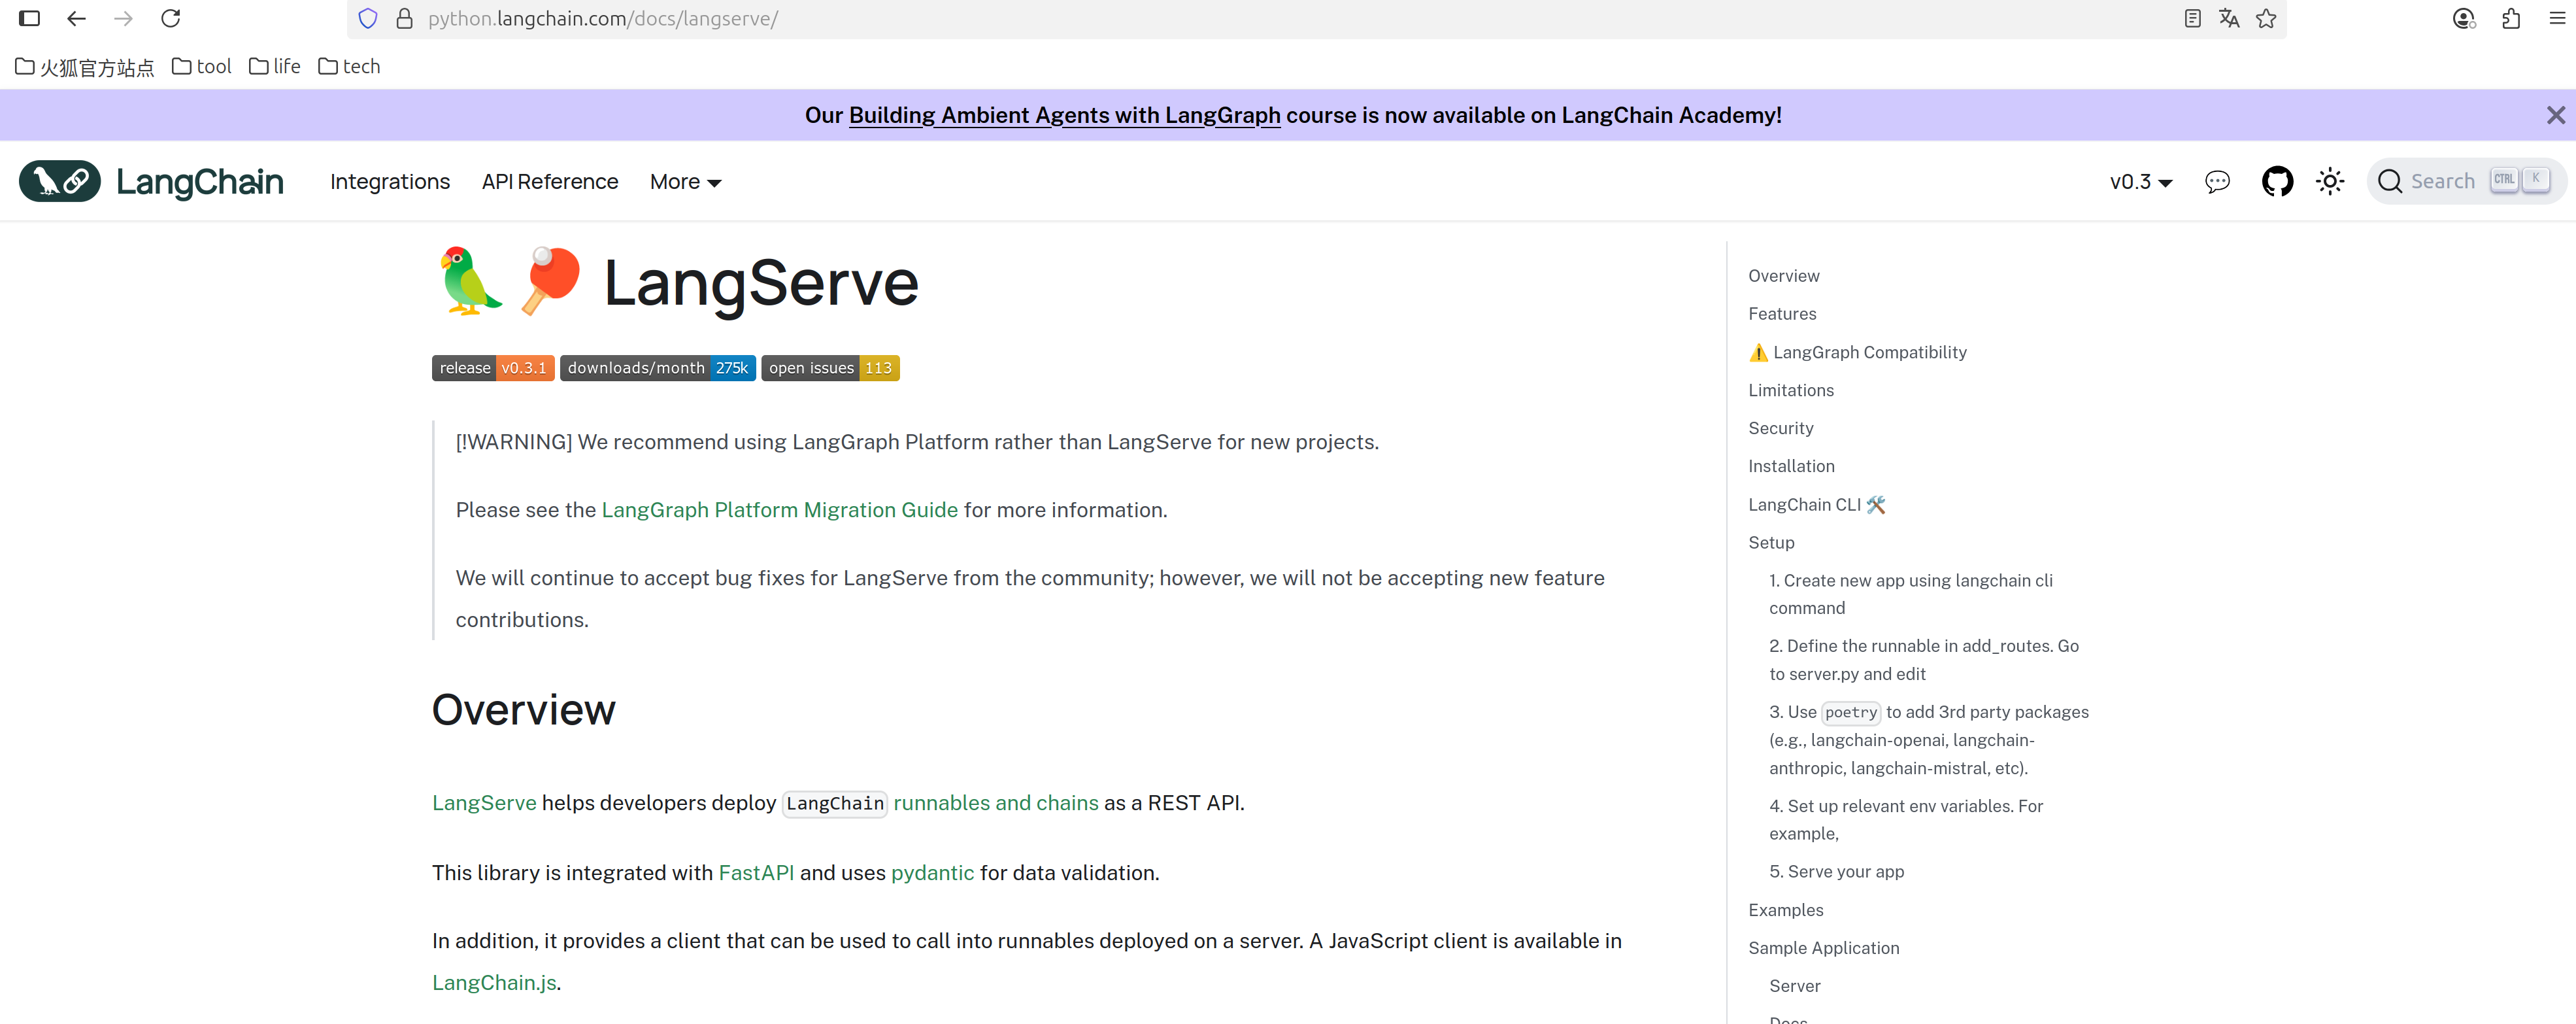 python.langchain.com/docs/langserve/
火狐官方站点 tool life tech
Our Building Ambient Agents with LangGraph course is now available on LangChain Academy!
LangChain Integrations API Reference More v0.3 Search CTRL K
🦜️🏓 LangServe
release v0.3.1 downloads/month 275k open issues 113
[!WARNING] We recommend using LangGraph Platform rather than LangServe for new projects.
Please see the LangGraph Platform Migration Guide for more information.
We will continue to accept bug fixes for LangServe from the community; however, we will not be accepting new feature
contributions.
Overview
LangServe helps developers deploy LangChain runnables and chains as a REST API.
This library is integrated with FastAPI and uses pydantic for data validation.
In addition, it provides a client that can be used to call into runnables deployed on a server. A JavaScript client is available in
LangChain.js.
Overview
Features
⚠️ LangGraph Compatibility
Limitations
Security
Installation
LangChain CLI 🛠️
Setup
1. Create new app using langchain cli
command
2. Define the runnable in add_routes. Go
to server.py and edit
3. Use poetry to add 3rd party packages
(e.g., langchain-openai, langchain-
anthropic, langchain-mistral, etc).
4. Set up relevant env variables. For
example,
5. Serve your app
Examples
Sample Application
Server
Docs